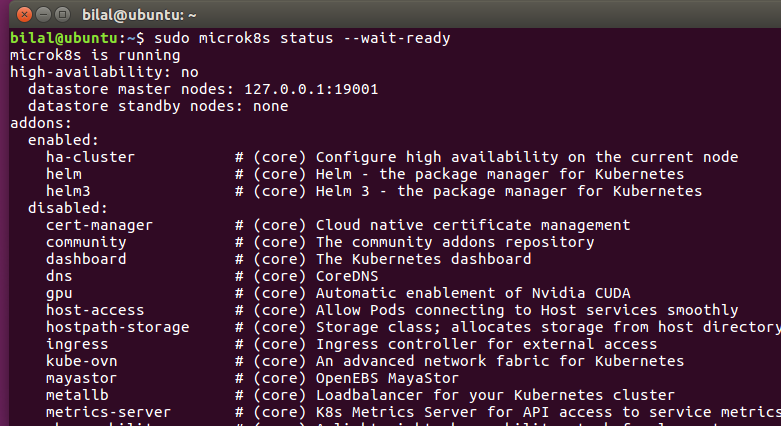 bilal@ubuntu: ~
bilal@ubuntu:~$ sudo microk8s status --wait-ready
microk8s is running
high-availability: no
  datastore master nodes: 127.0.0.1:19001
  datastore standby nodes: none
addons:
  enabled:
    ha-cluster           # (core) Configure high availability on the current node
    helm                 # (core) Helm - the package manager for Kubernetes
    helm3                # (core) Helm 3 - the package manager for Kubernetes
  disabled:
    cert-manager         # (core) Cloud native certificate management
    community            # (core) The community addons repository
    dashboard            # (core) The Kubernetes dashboard
    dns                  # (core) CoreDNS
    gpu                  # (core) Automatic enablement of Nvidia CUDA
    host-access          # (core) Allow Pods connecting to Host services smoothly
    hostpath-storage     # (core) Storage class; allocates storage from host directory
    ingress              # (core) Ingress controller for external access
    kube-ovn             # (core) An advanced network fabric for Kubernetes
    mayastor             # (core) OpenEBS MayaStor
    metallb              # (core) Loadbalancer for your Kubernetes cluster
    metrics-server       # (core) K8s Metrics Server for API access to service metrics